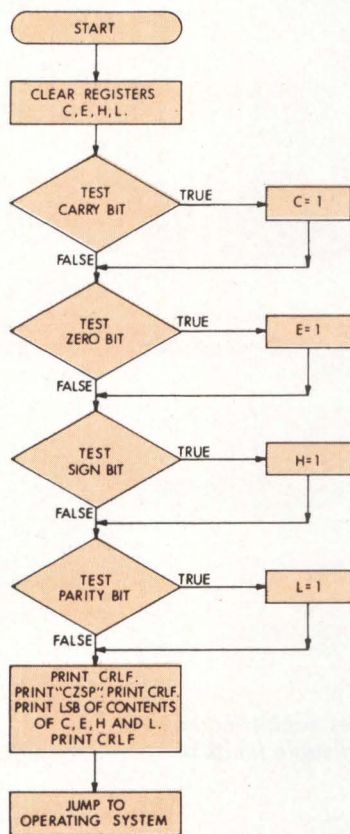 START
CLEAR REGISTERS
C, E, H, L.
TEST
CARRY BIT
TRUE
C = 1
FALSE
TEST
ZERO BIT
TRUE
E = 1
FALSE
TEST
SIGN BIT
TRUE
H = 1
FALSE
TEST
PARITY BIT
TRUE
L = 1
FALSE
PRINT CRLF.
PRINT "CZSP". PRINT CRLF.
PRINT LSB OF CONTENTS
OF C, E, H AND L.
PRINT CRLF
JUMP TO
OPERATING SYSTEM